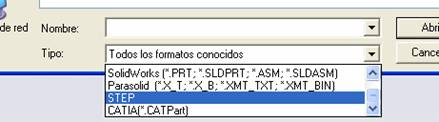 de red Nombre: Abri
Tipo: Todos los formatos conocidos Cance
SolidWorks (*.PRT; *.SLDPRT; *.ASM; *.SLDASM)
Parasolid (*.X_T; *.X_B; *.XMT_TXT; *.XMT_BIN)
STEP
CATIA(*.CATPart)